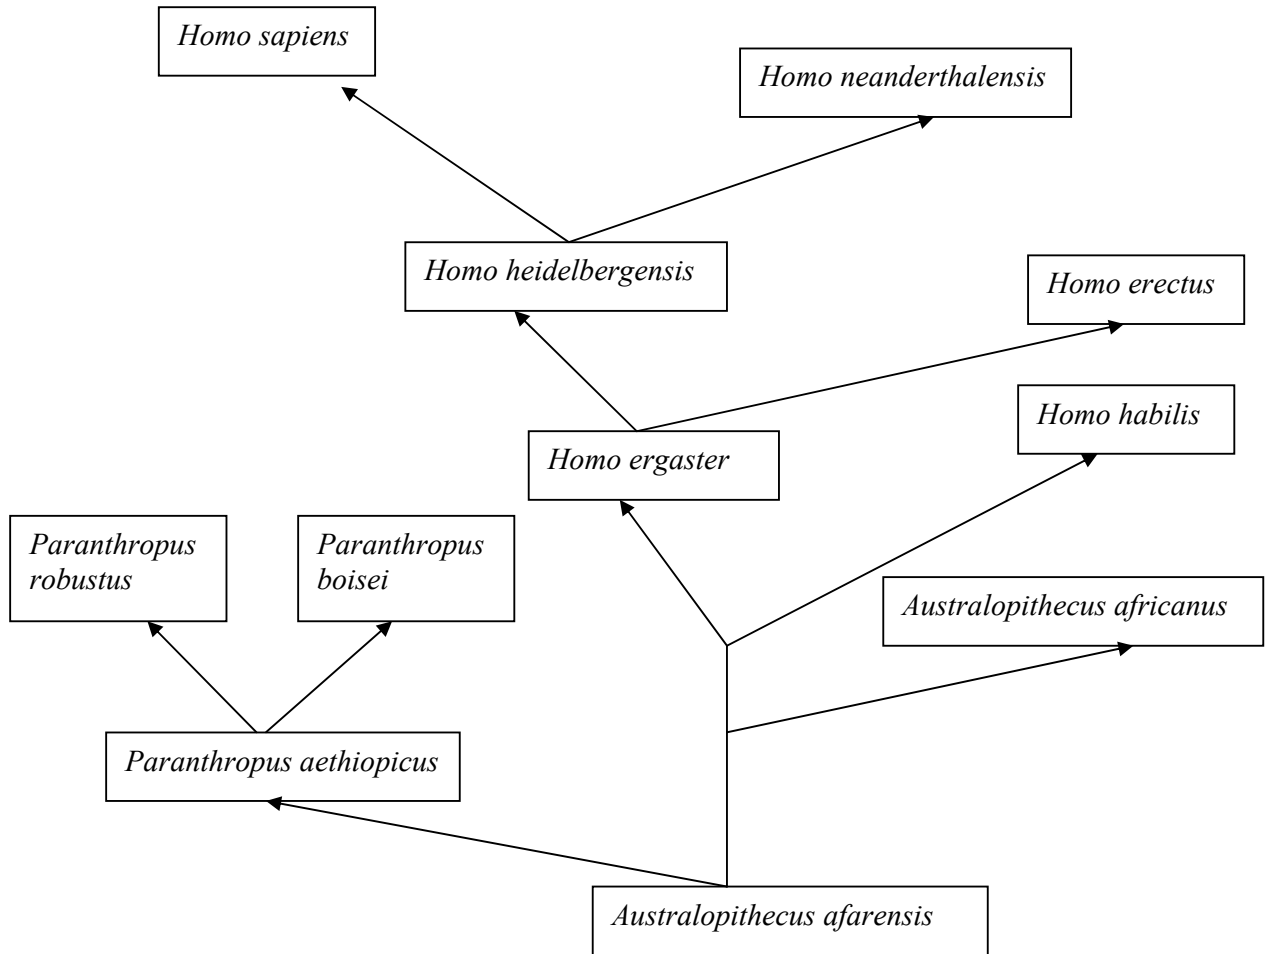 Homo sapiens
Homo neanderthalensis
Homo heidelbergensis
Homo erectus
Homo habilis
Homo ergaster
Paranthropus
robustus
Paranthropus
boisei
Australopithecus africanus
Paranthropus aethiopicus
Australopithecus afarensis